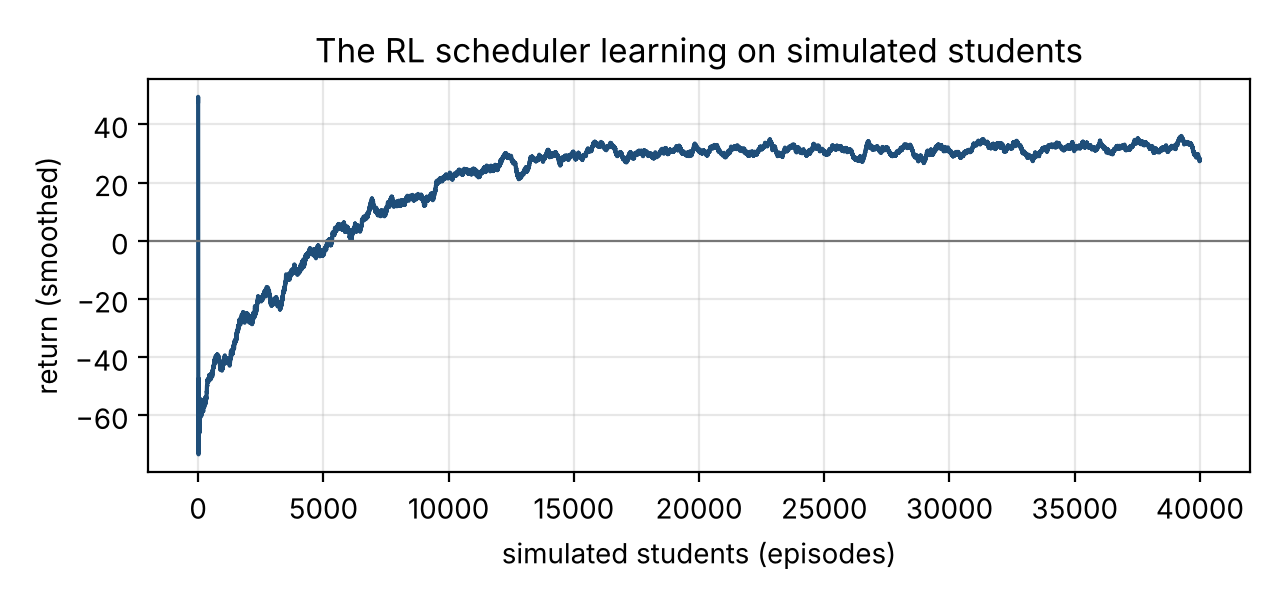 The RL scheduler learning on simulated students
return (smoothed)
40
20
0
−20
−40
−60
0 5000 10000 15000 20000 25000 30000 35000 40000
simulated students (episodes)